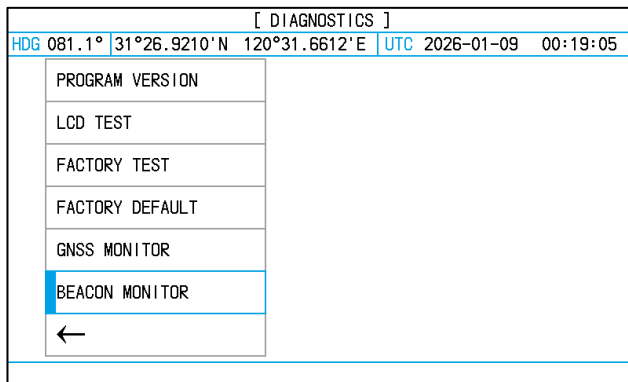 [ DIAGNOSTICS ]
HDG 081.1° 31°26.9210'N 120°31.6612'E UTC 2026-01-09 00:19:05
PROGRAM VERSION
LCD TEST
FACTORY TEST
FACTORY DEFAULT
GNSS MONITOR
BEACON MONITOR
←